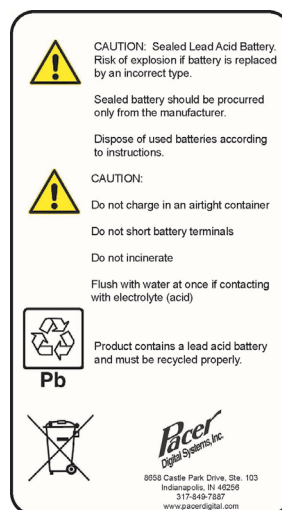 CAUTION: Sealed Lead Acid Battery.
Risk of explosion if battery is replaced
by an incorrect type.
Sealed battery should be procurred
only from the manufacturer.
Dispose of used batteries according
to instructions.
CAUTION:
Do not charge in an airtight container
Do not short battery terminals
Do not incinerate
Flush with water at once if contacting
with electrolyte (acid)
Product contains a lead acid battery
and must be recycled properly.
Pb
Pacer
Digital Systems, Inc.
8658 Castle Park Drive, Ste. 103
Indianapolis, IN 46256
317-849-7887
www.pacerdigital.com